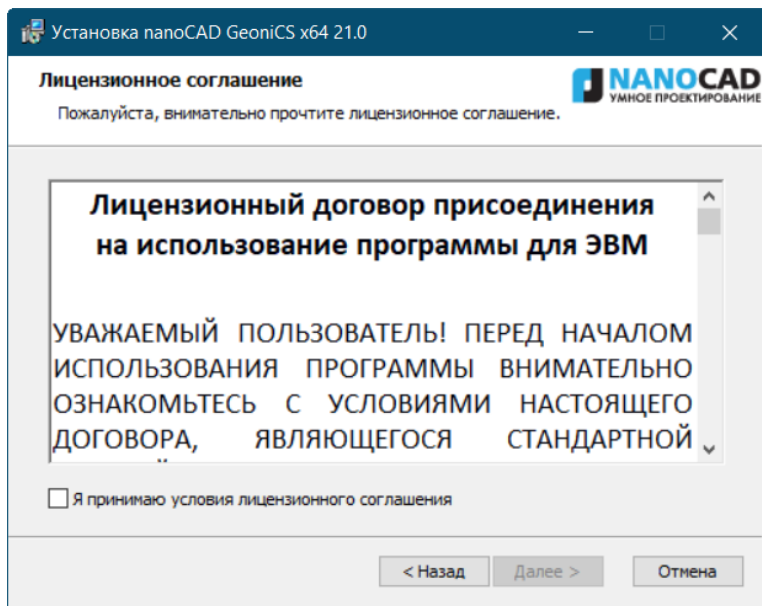 Установка nanoCAD GeoniCS x64 21.0
Лицензионное соглашение
Пожалуйста, внимательно прочтите лицензионное соглашение.
NANOCAD
УМНОЕ ПРОЕКТИРОВАНИЕ
Лицензионный договор присоединения
на использование программы для ЭВМ
УВАЖАЕМЫЙ ПОЛЬЗОВАТЕЛЬ! ПЕРЕД НАЧАЛОМ
ИСПОЛЬЗОВАНИЯ ПРОГРАММЫ ВНИМАТЕЛЬНО
ОЗНАКОМЬТЕСЬ С УСЛОВИЯМИ НАСТОЯЩЕГО
ДОГОВОРА, ЯВЛЯЮЩЕГОСЯ СТАНДАРТНОЙ
Я принимаю условия лицензионного соглашения
< Назад
Далее >
Отмена